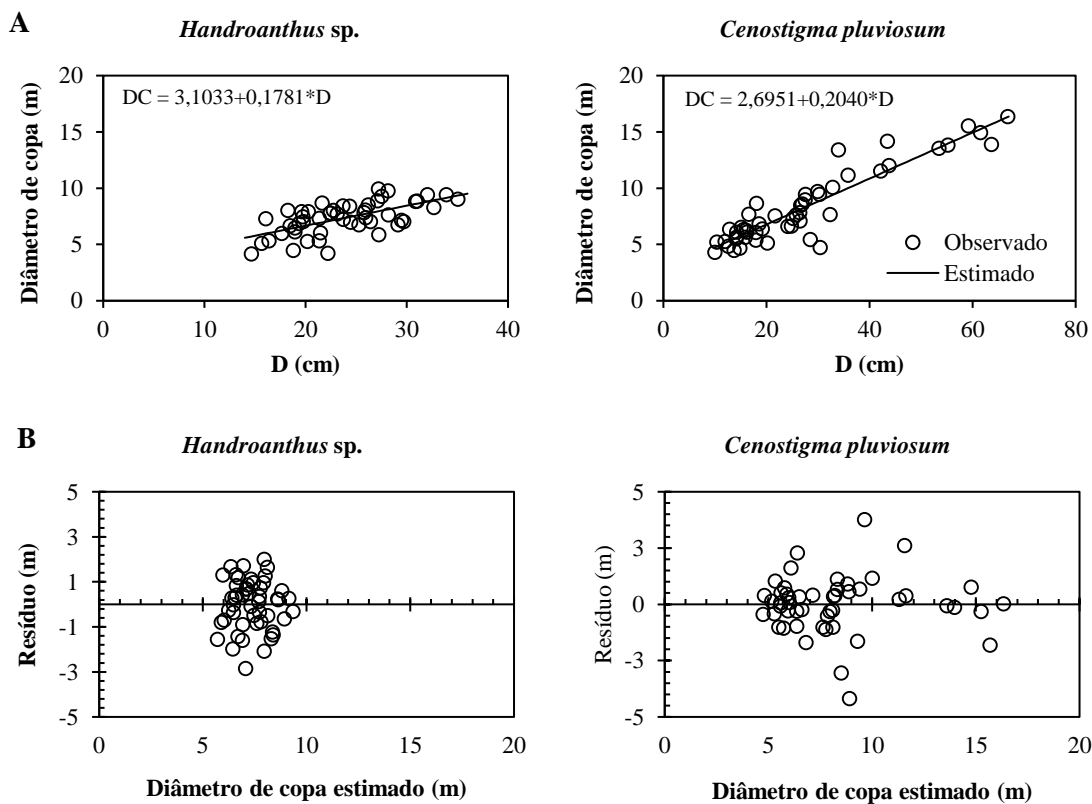 A
Handroanthus sp.
Cenostigma pluviosum
DC = 3,1033+0,1781*D
DC = 2,6951+0,2040*D
Diâmetro de copa (m)
20
15
10
5
0
0 10 20 30 40
D (cm)
Diâmetro de copa (m)
20
15
10
5
0
0 20 40 60 80
D (cm)
Observado
Estimado
B
Handroanthus sp.
Cenostigma pluviosum
Resíduo (m)
5
3
1
-1
-3
-5
0 5 10 15 20
Diâmetro de copa estimado (m)
Resíduo (m)
5
3
0
-3
-5
0 5 10 15 20
Diâmetro de copa estimado (m)